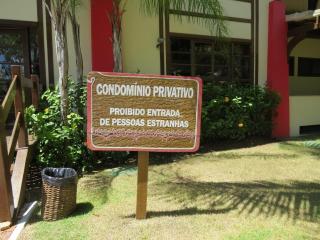 CONDOMÍNIO PRIVATIVO
PROIBIDO ENTRADA
DE PESSOAS ESTRANHAS